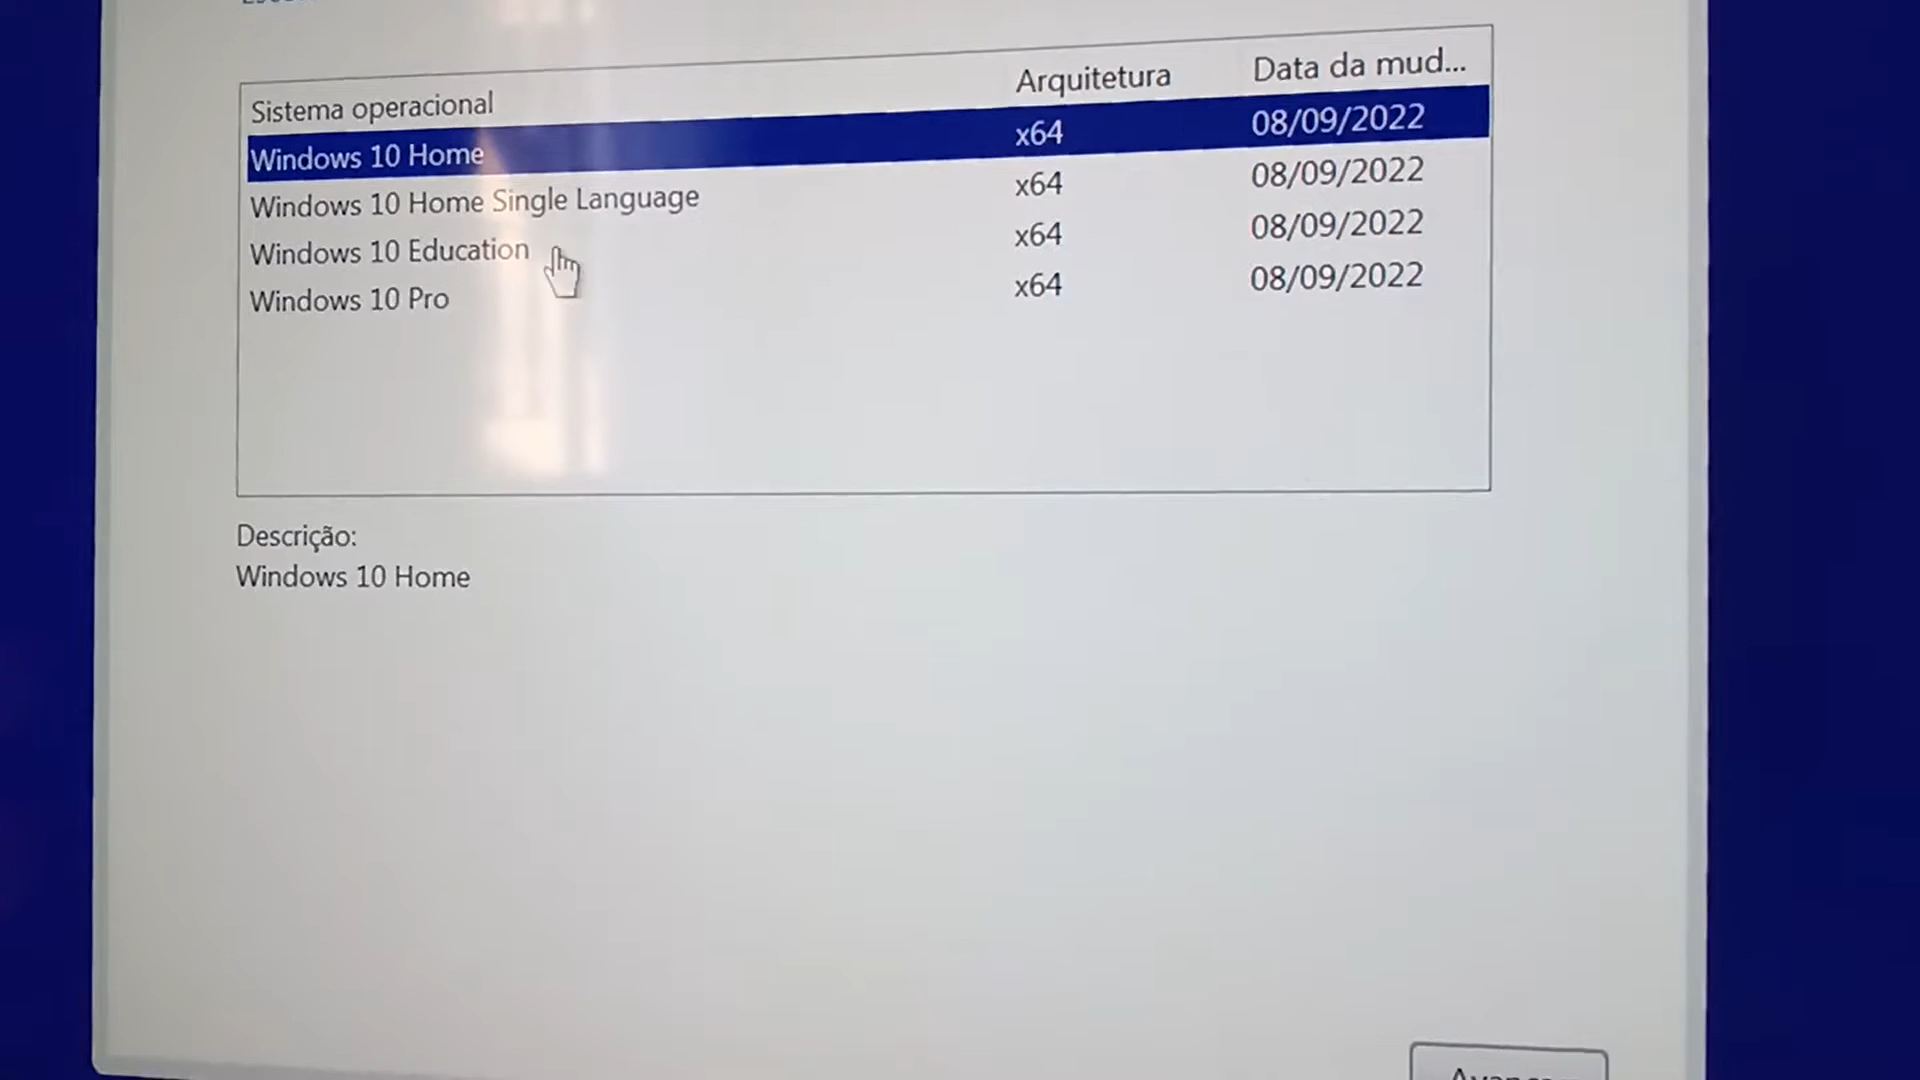 Sistema operacional Arquitetura Data da mud...
Windows 10 Home x64 08/09/2022
Windows 10 Home Single Language x64 08/09/2022
Windows 10 Education x64 08/09/2022
Windows 10 Pro x64 08/09/2022
Descrição:
Windows 10 Home